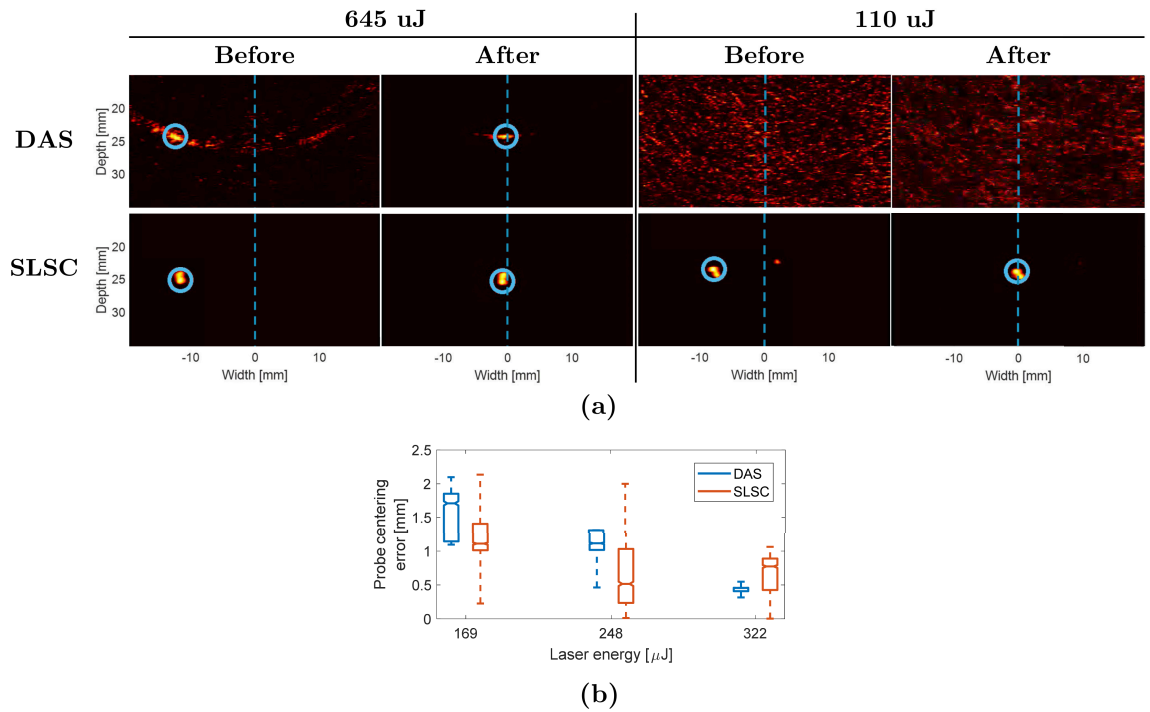 645 uJ 110 uJ
Before After Before After
DAS
Depth [mm]
20
25
30
SLSC
Depth [mm]
20
25
30
-10 0 10 -10 0 10 -10 0 10 -10 0 10
Width [mm] Width [mm] Width [mm] Width [mm]
(a)
Probe centering
error [mm]
2.5
2
1.5
1
0.5
0
DAS
SLSC
169 248 322
Laser energy [μJ]
(b)